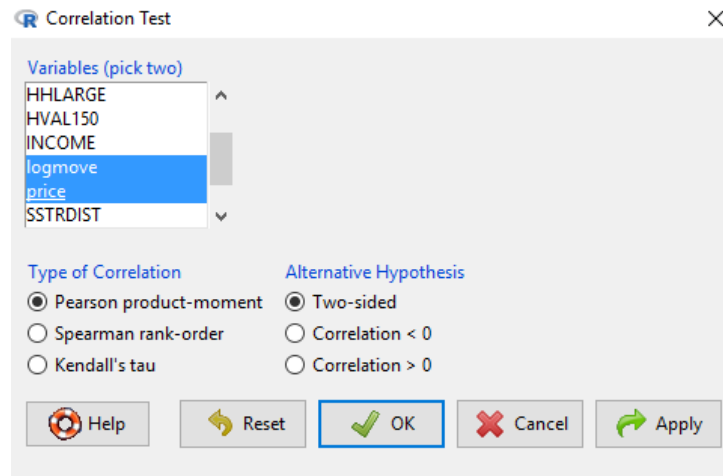 Correlation Test
Variables (pick two)
HHLARGE
HVAL150
INCOME
logmove
price
SSTRDIST
Type of Correlation
Alternative Hypothesis
Pearson product-moment
Two-sided
Spearman rank-order
Correlation < 0
Kendall's tau
Correlation > 0
Help
Reset
OK
Cancel
Apply